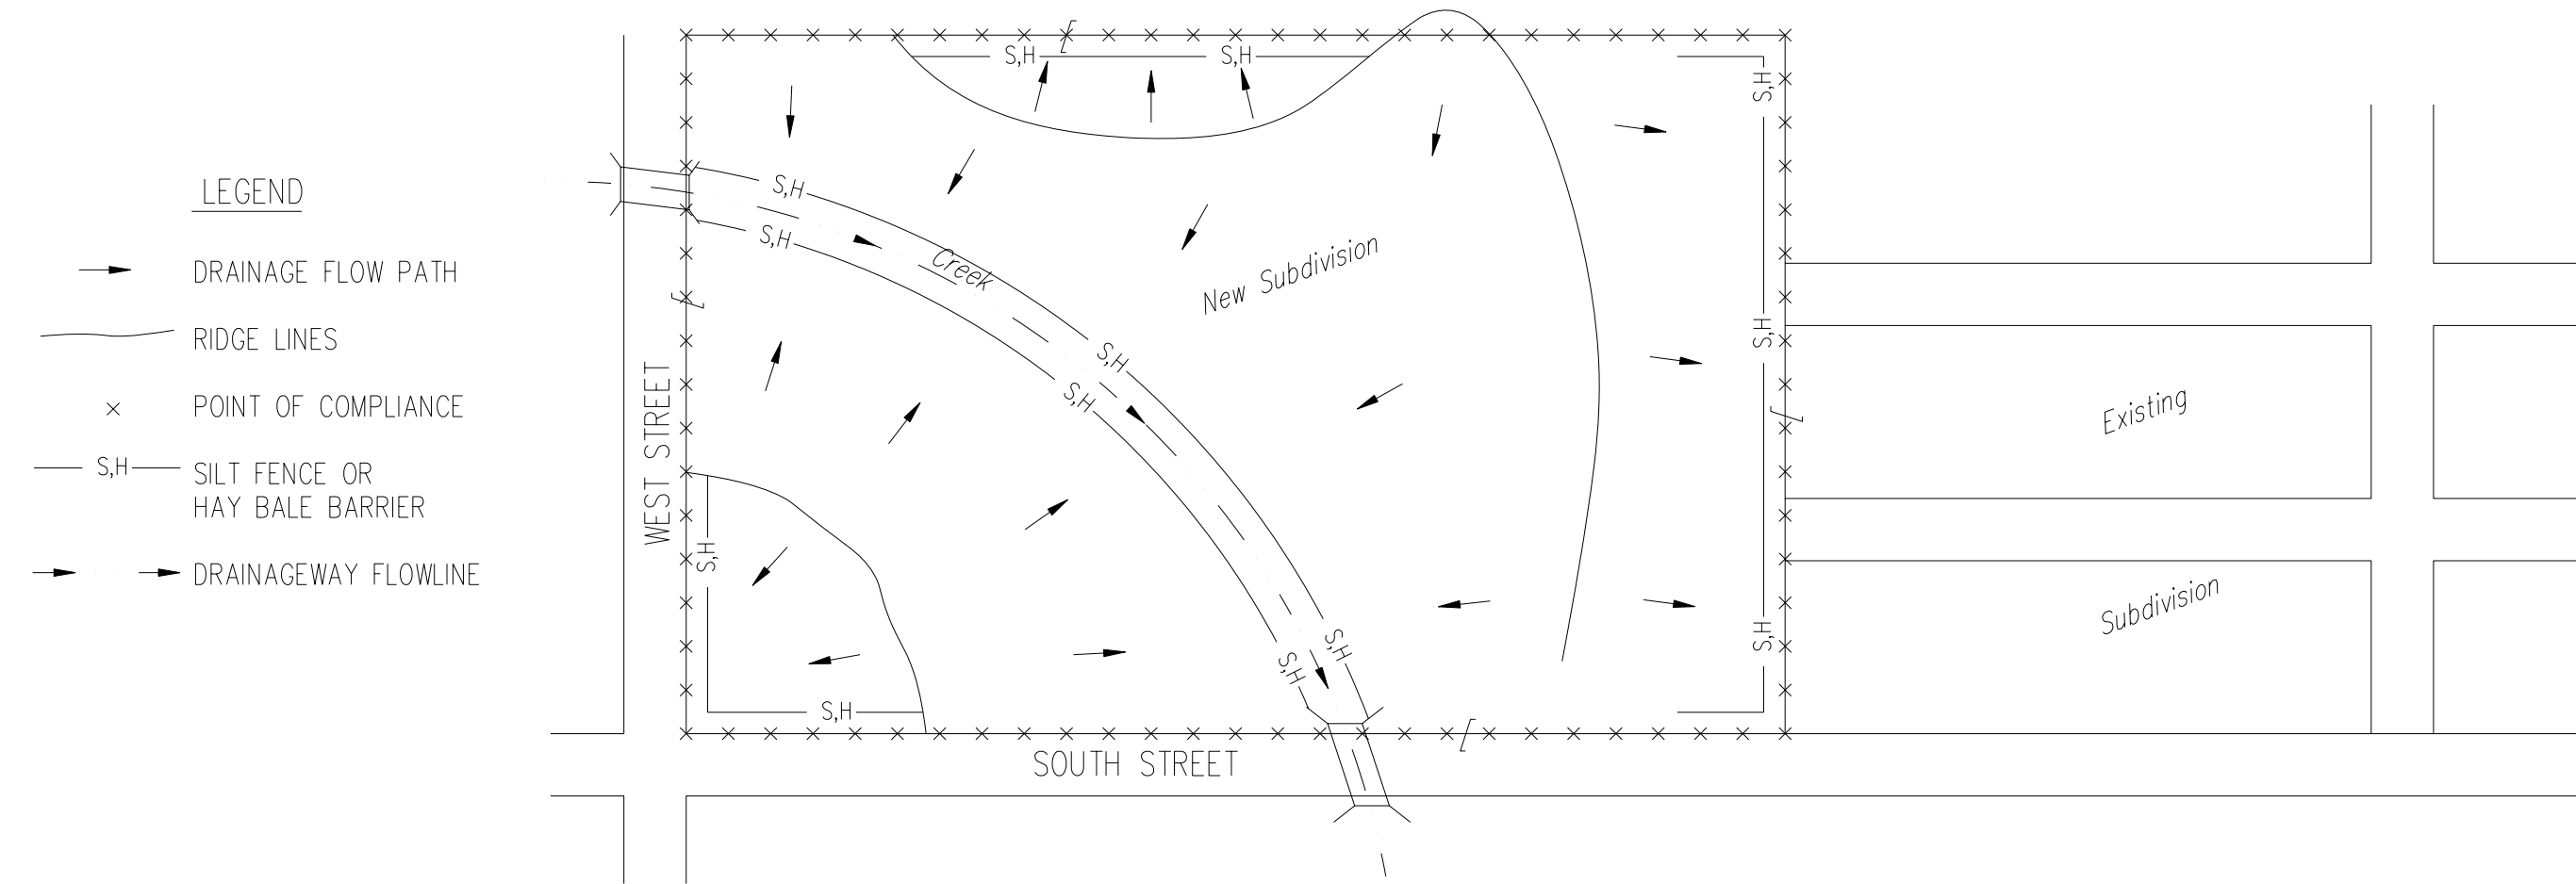 LEGEND
DRAINAGE FLOW PATH
RIDGE LINES
POINT OF COMPLIANCE
S,H
SILT FENCE OR
HAY BALE BARRIER
DRAINAGEWAY FLOWLINE
S,H
S,H
S,H
S,H
S,H
Creek
New Subdivision
S,H
S,H
S,H
WEST STREET
Existing
S,H
Subdivision
S,H
S,H
S,H
S,H
SOUTH STREET